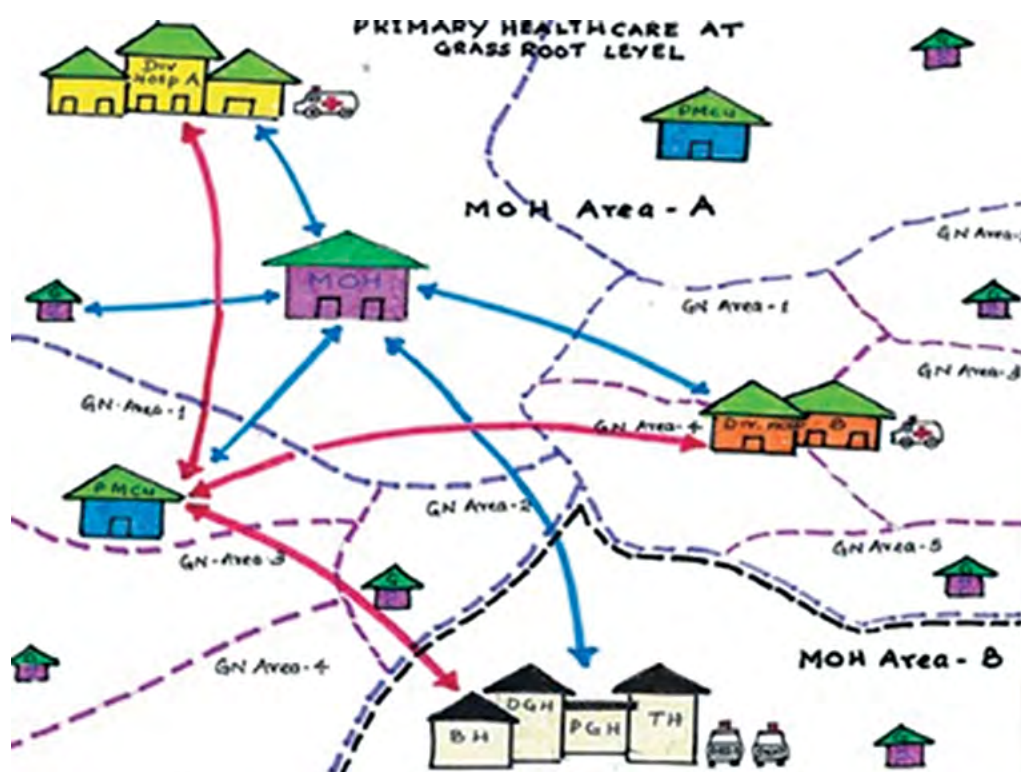 PRIMARY HEALTHCARE AT
GRASS ROOT LEVEL
Div
Hosp A
PMCU
MOH Area-A
MOH
GN Area-1
GN Area-3
GN-Area-1
GN Area-4
DIV. HOSP - B
PMCU
GN Area-2
GN-Area-3
GN Area-5
GN Area-4
MOH Area-B
BH
DGH
PGH
TH